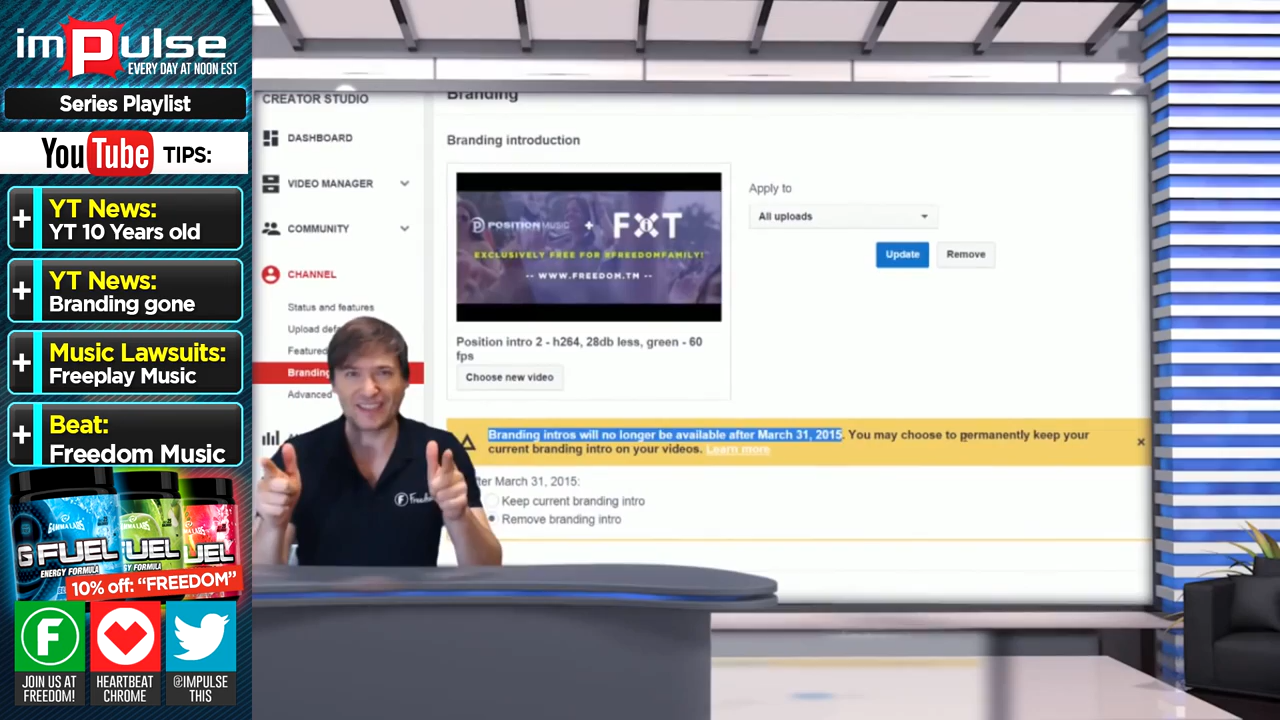 imPulse
EVERY DAY AT NOON EST
Series Playlist
YouTube TIPS:
YT News:
YT 10 Years old
YT News:
Branding gone
Music Lawsuits:
Freeplay Music
Beat:
Freedom Music
GAMMA LABS
G FUEL
ENERGY FORMULA
10% off: "FREEDOM"
JOIN US AT
FREEDOM!
HEARTBEAT
CHROME
@IMPULSE
THIS
CREATOR STUDIO
DASHBOARD
VIDEO MANAGER
COMMUNITY
CHANNEL
Status and features
Upload
Featured
Branding
Advanced
Branding
Branding introduction
POSITION MUSIC + FXT
EXCLUSIVELY FREE FOR #FREEDOMFAMILY!
-- WWW.FREEDOM.TM --
Position intro 2 - h264, 28db less, green - 60
fps
Choose new video
Apply to
All uploads
Update
Remove
Branding intros will no longer be available after March 31, 2015. You may choose to permanently keep your
current branding intro on your videos. Learn more
March 31, 2015:
Keep current branding intro
Remove branding intro